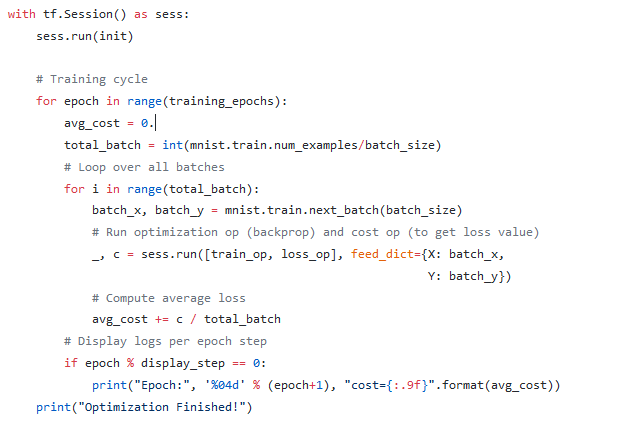 with tf.Session() as sess:
    sess.run(init)

    # Training cycle
    for epoch in range(training_epochs):
        avg_cost = 0.
        total_batch = int(mnist.train.num_examples/batch_size)
        # Loop over all batches
        for i in range(total_batch):
            batch_x, batch_y = mnist.train.next_batch(batch_size)
            # Run optimization op (backprop) and cost op (to get loss value)
            _, c = sess.run([train_op, loss_op], feed_dict={X: batch_x,
                                                            Y: batch_y})
            # Compute average loss
            avg_cost += c / total_batch
        # Display logs per epoch step
        if epoch % display_step == 0:
            print("Epoch:", '%04d' % (epoch+1), "cost={:.9f}".format(avg_cost))
    print("Optimization Finished!")